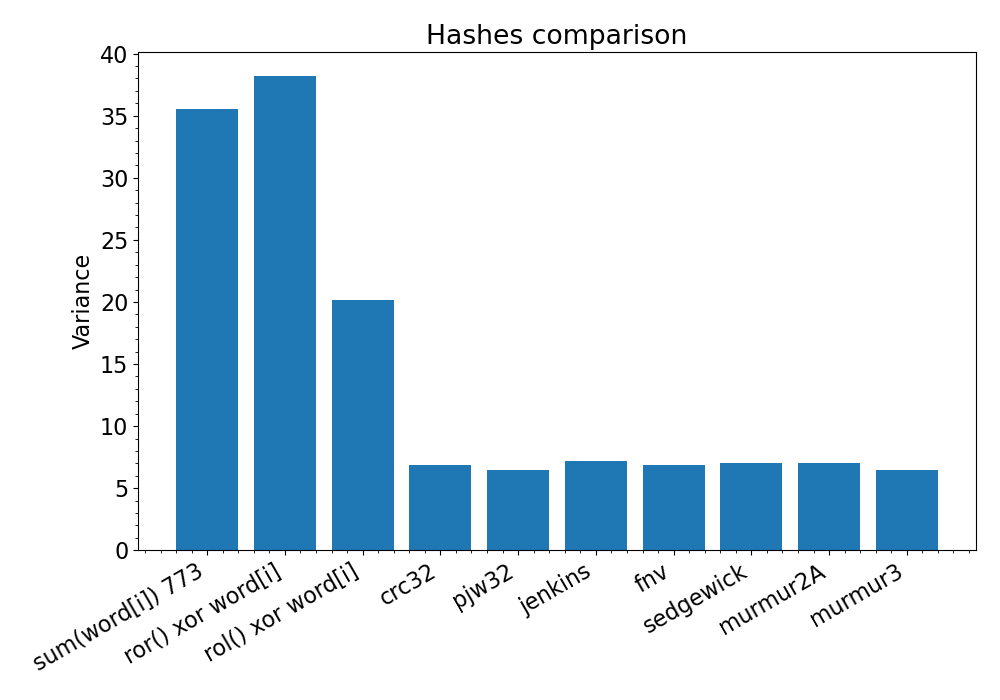 Hashes comparison
Variance
40
35
30
25
20
15
10
5
0
sum(word[i]) 773
ror() xor word[i]
rol() xor word[i]
crc32
pjw32
jenkins
fnv
sedgewick
murmur2A
murmur3